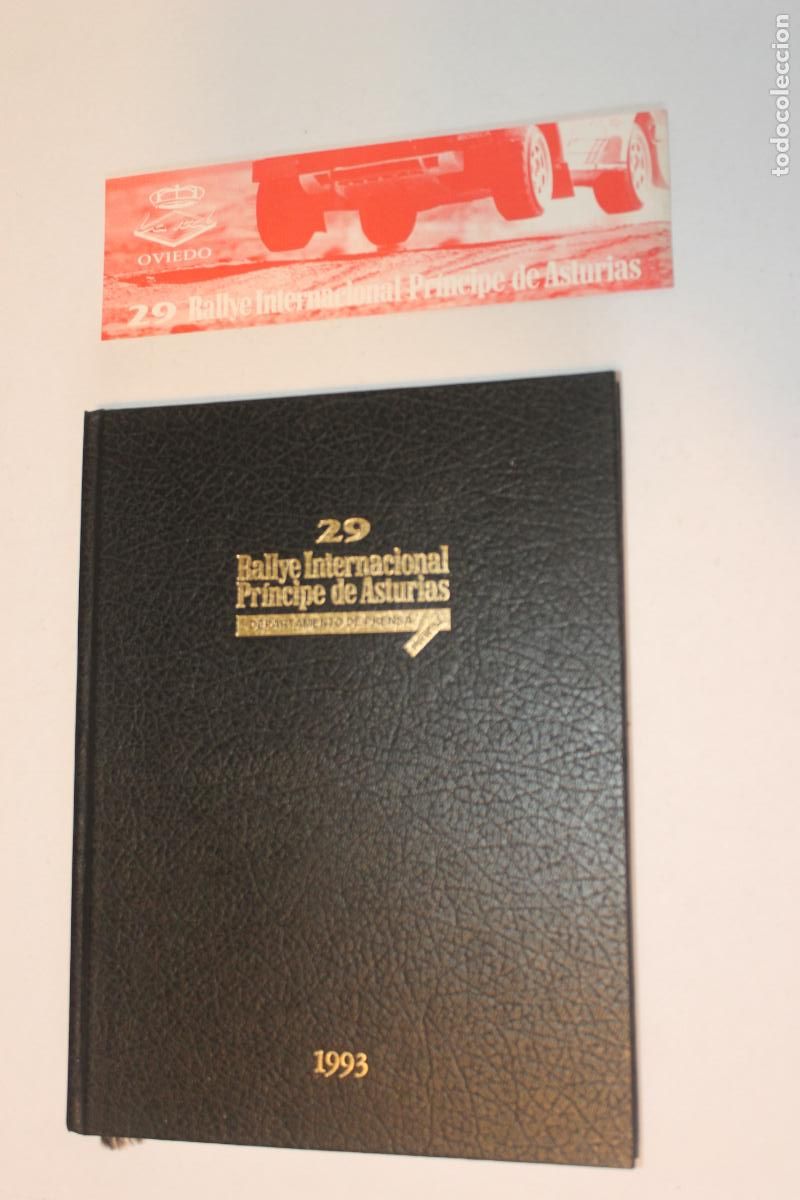 todocoleccion
OVIEDO
29 Rallye Internacional Príncipe de Asturias
29
Rallye Internacional
Príncipe de Asturias
DEPARTAMENTO DE PRENSA
1993